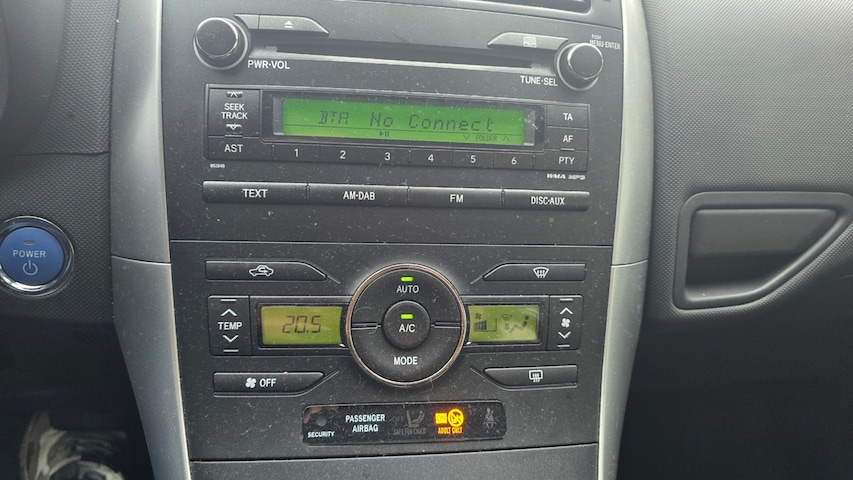 PWR•VOL
PUSH
MENU•ENTER
TUNE•SEL
SEEK
TRACK
AST
BTA No Connect
FOLDER
TA
AF
PTY
1 2 3 4 5 6
WMA MP3
TEXT
AM•DAB
FM
DISC•AUX
POWER
AUTO
TEMP
20.5
A/C
MODE
OFF
SECURITY
PASSENGER
AIRBAG
ADULT ONLY